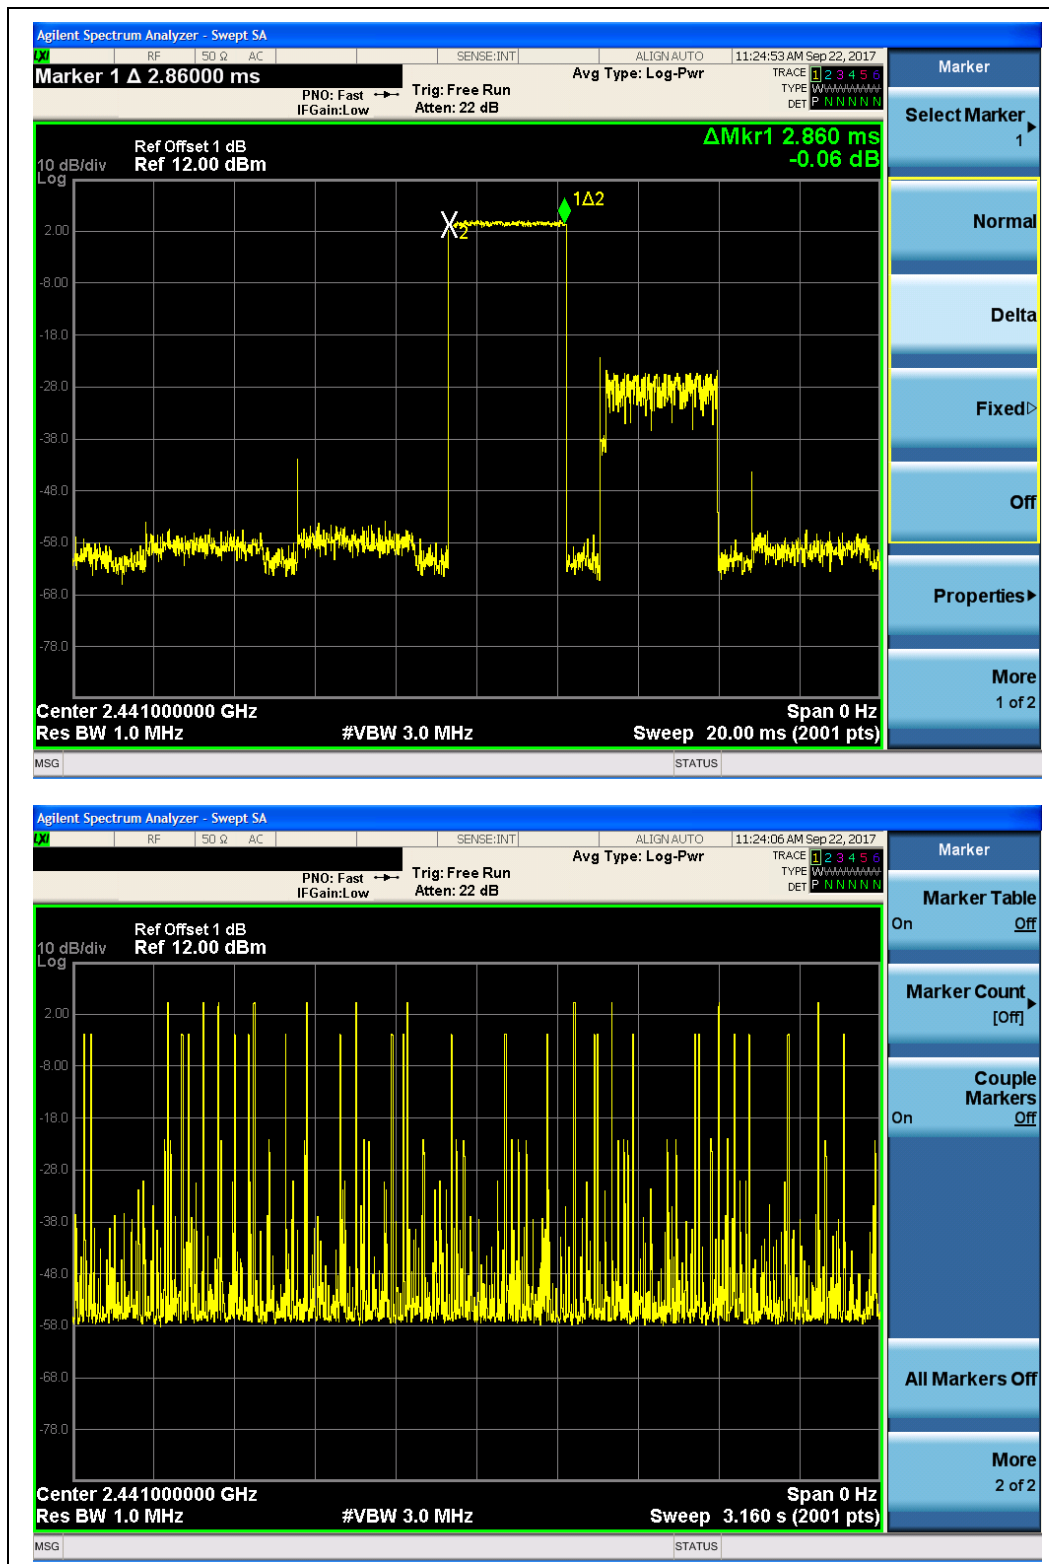 Agilent Spectrum Analyzer - Swept SA
LXI RF 50 Ω AC SENSE:INT ALIGN AUTO 11:24:53 AM Sep 22, 2017
Marker 1 Δ 2.86000 ms
PNO: Fast
IFGain:Low
Trig: Free Run
Atten: 22 dB
Avg Type: Log-Pwr
TRACE 1 2 3 4 5 6
TYPE
DET P N N N N N
ΔMkr1 2.860 ms
-0.06 dB
Ref Offset 1 dB
10 dB/div Ref 12.00 dBm
Log
1Δ2
2
2.00
-8.00
-18.0
-28.0
-38.0
-48.0
-58.0
-68.0
-78.0
Center 2.441000000 GHz Span 0 Hz
Res BW 1.0 MHz #VBW 3.0 MHz Sweep 20.00 ms (2001 pts)
MSG STATUS
Marker
Select Marker
1
Normal
Delta
Fixed
Off
Properties
More
1 of 2
Agilent Spectrum Analyzer - Swept SA
LXI RF 50 Ω AC SENSE:INT ALIGN AUTO 11:24:06 AM Sep 22, 2017
PNO: Fast
IFGain:Low
Trig: Free Run
Atten: 22 dB
Avg Type: Log-Pwr
TRACE 1 2 3 4 5 6
TYPE
DET P N N N N N
Ref Offset 1 dB
10 dB/div Ref 12.00 dBm
Log
2.00
-8.00
-18.0
-28.0
-38.0
-48.0
-58.0
-68.0
-78.0
Center 2.441000000 GHz Span 0 Hz
Res BW 1.0 MHz #VBW 3.0 MHz Sweep 3.160 s (2001 pts)
MSG STATUS
Marker
Marker Table
On Off
Marker Count
[Off]
Couple
Markers
On Off
All Markers Off
More
2 of 2